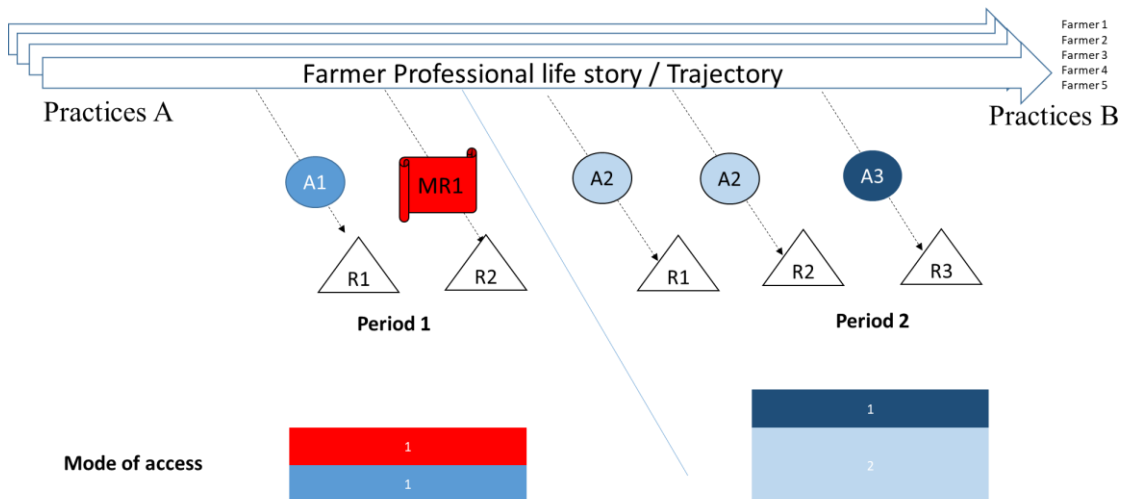 Farmer 1
Farmer 2
Farmer 3
Farmer 4
Farmer 5
Farmer Professional life story / Trajectory
Practices A
Practices B
A1
MR1
A2
A2
A3
R1
R2
R1
R2
R3
Period 1
Period 2
Mode of access
1
1
1
2